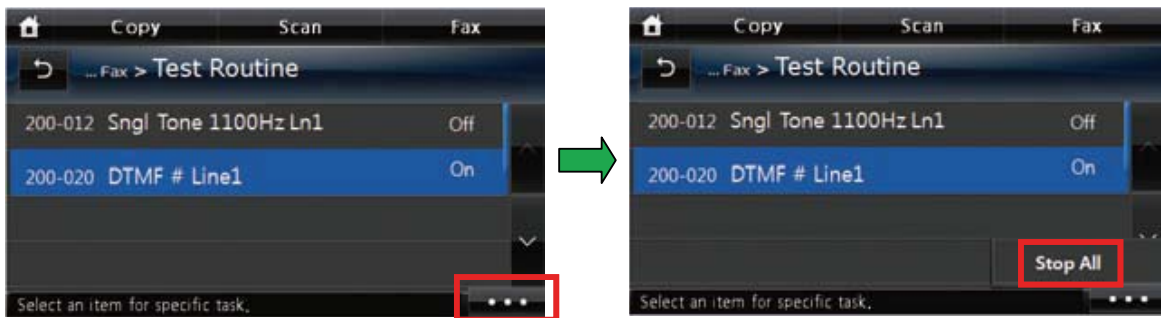 Copy Scan Fax
... Fax > Test Routine
200-012 Sngl Tone 1100Hz Ln1 Off
200-020 DTMF # Line1 On
Select an item for specific task.
Copy Scan Fax
... Fax > Test Routine
200-012 Sngl Tone 1100Hz Ln1 Off
200-020 DTMF # Line1 On
Stop All
Select an item for specific task.